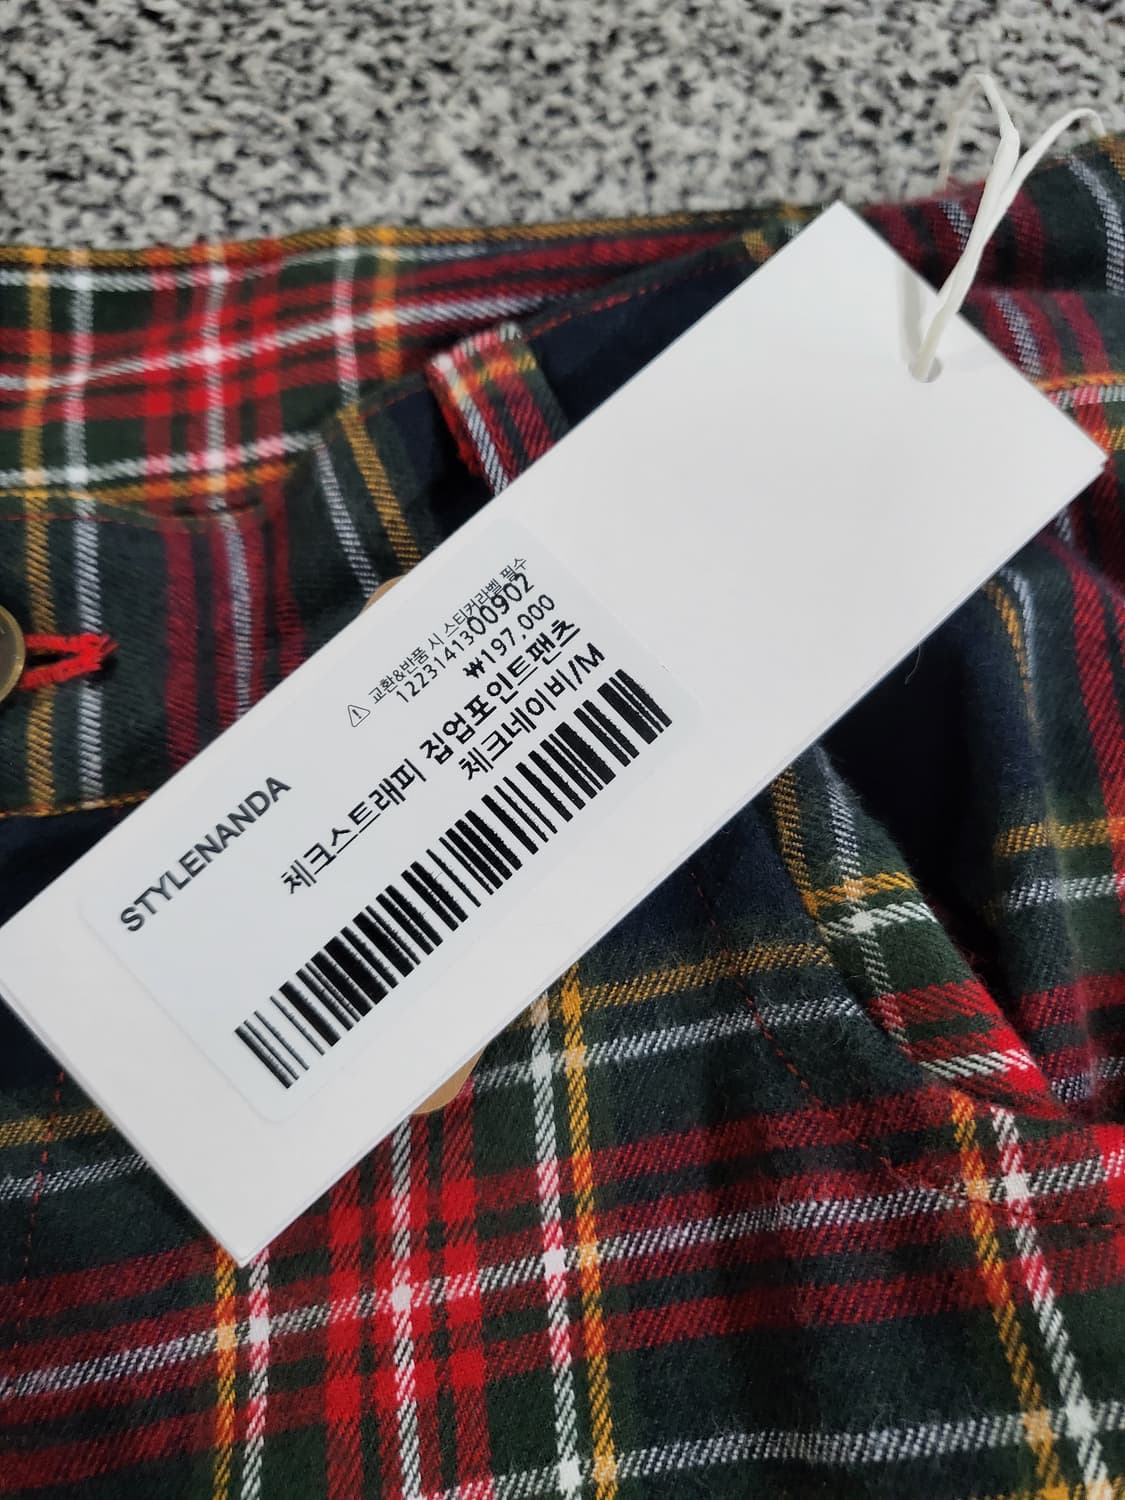 STYLENANDA
⚠ 교환&반품 시 스티커라벨 필수
1223141300902
₩197,000
체크스트래피 집업포인트팬츠
체크네이비/M